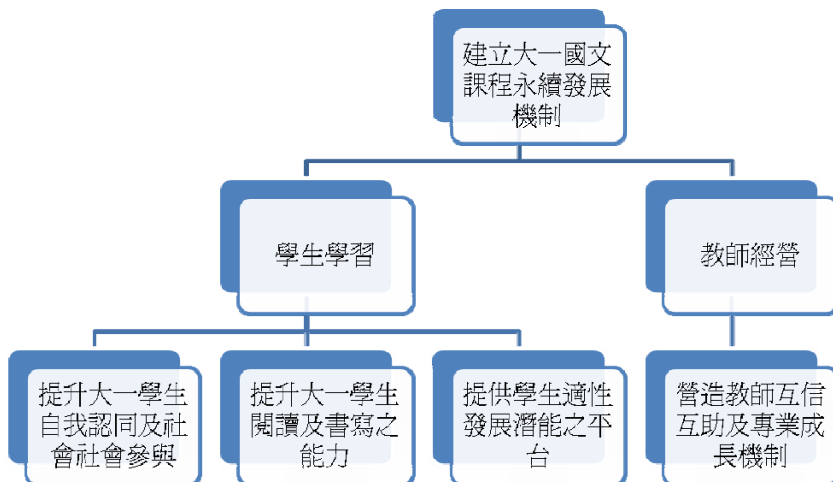 建立大一國文
課程永續發展
機制
學生學習
教師經營
提升大一學生
自我認同及社
會社會參與
提升大一學生
閱讀及書寫之
能力
提供學生適性
發展潛能之平
台
營造教師互信
互助及專業成
長機制